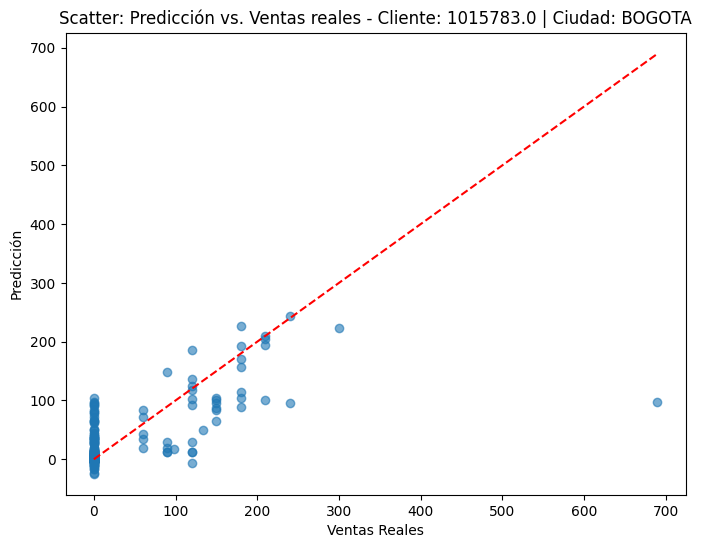 Scatter: Predicción vs. Ventas reales - Cliente: 1015783.0 | Ciudad: BOGOTA
700
600
500
400
300
200
100
0
Predicción
0 100 200 300 400 500 600 700
Ventas Reales